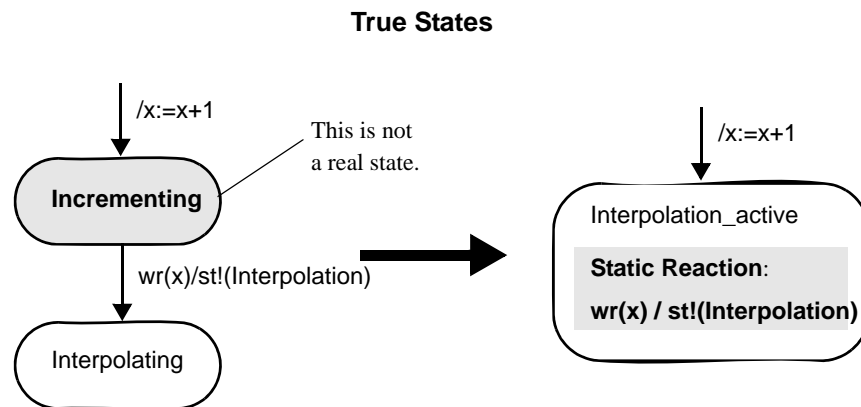 True States
/x:=x+1
This is not
a real state.
Incrementing
wr(x)/st!(Interpolation)
Interpolating
/x:=x+1
Interpolation_active
Static Reaction:
wr(x) / st!(Interpolation)